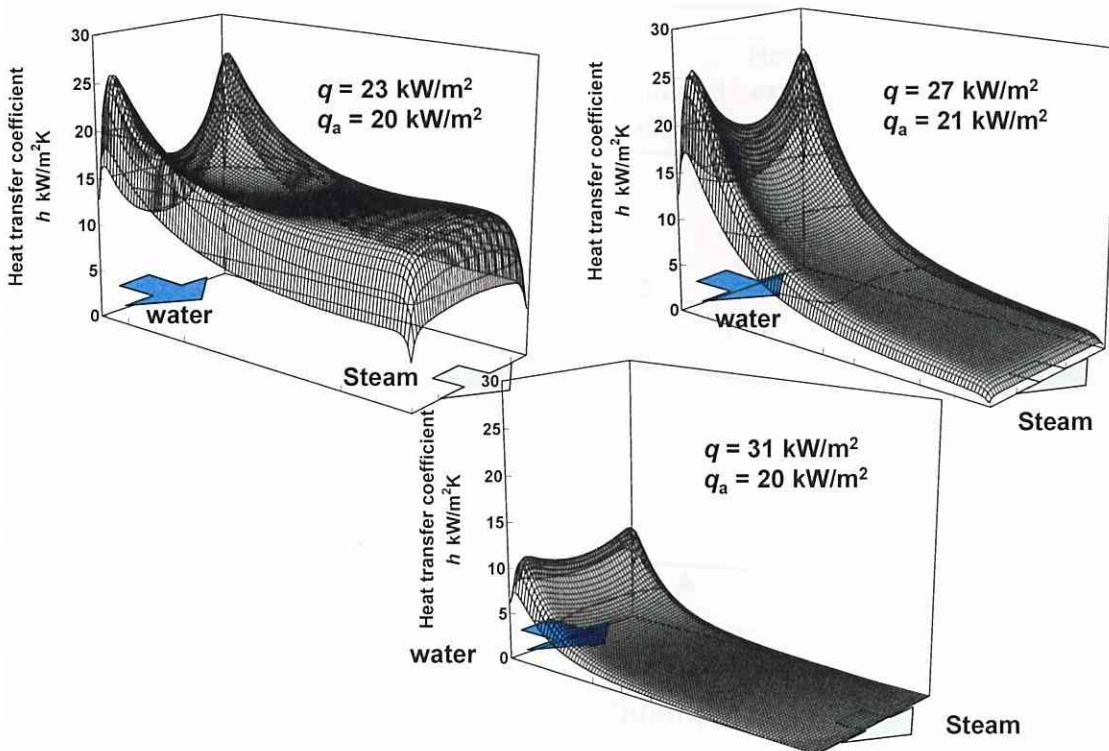 30
25
20
15
10
5
0
Heat transfer coefficient
h kW/m²K
q = 23 kW/m²
qa = 20 kW/m²
water
Steam
30
25
20
15
10
5
0
Heat transfer coefficient
h kW/m²K
q = 27 kW/m²
qa = 21 kW/m²
water
Steam
30
25
20
15
10
5
0
Heat transfer coefficient
h kW/m²K
q = 31 kW/m²
qa = 20 kW/m²
water
Steam